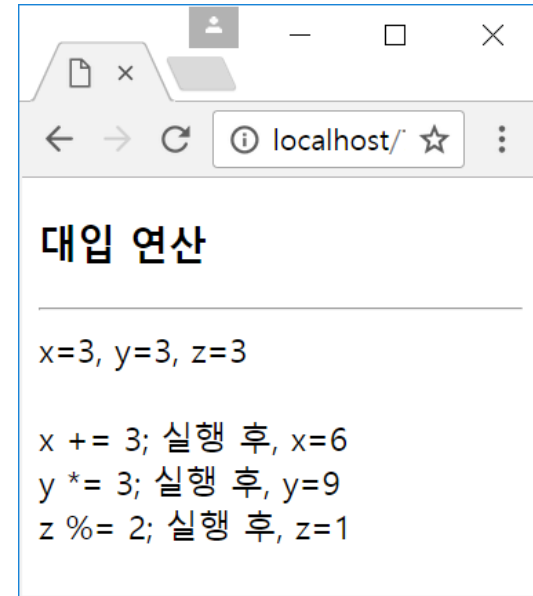 localhost/
대입 연산
x=3, y=3, z=3
x += 3; 실행 후, x=6
y *= 3; 실행 후, y=9
z %= 2; 실행 후, z=1